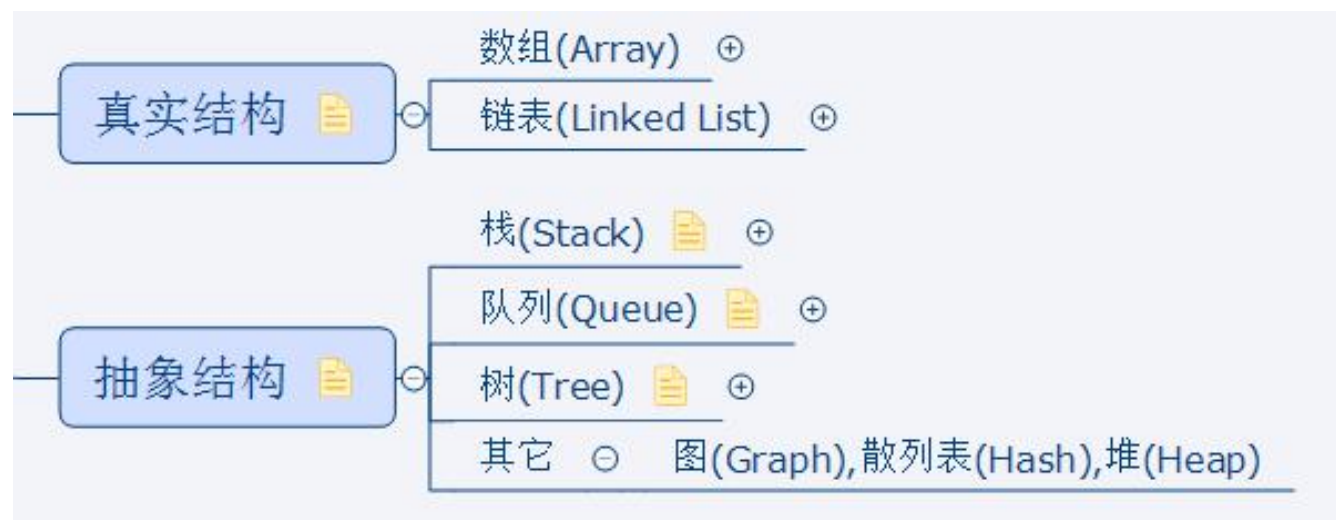 真实结构
数组(Array)
链表(Linked List)
抽象结构
栈(Stack)
队列(Queue)
树(Tree)
其它 图(Graph),散列表(Hash),堆(Heap)